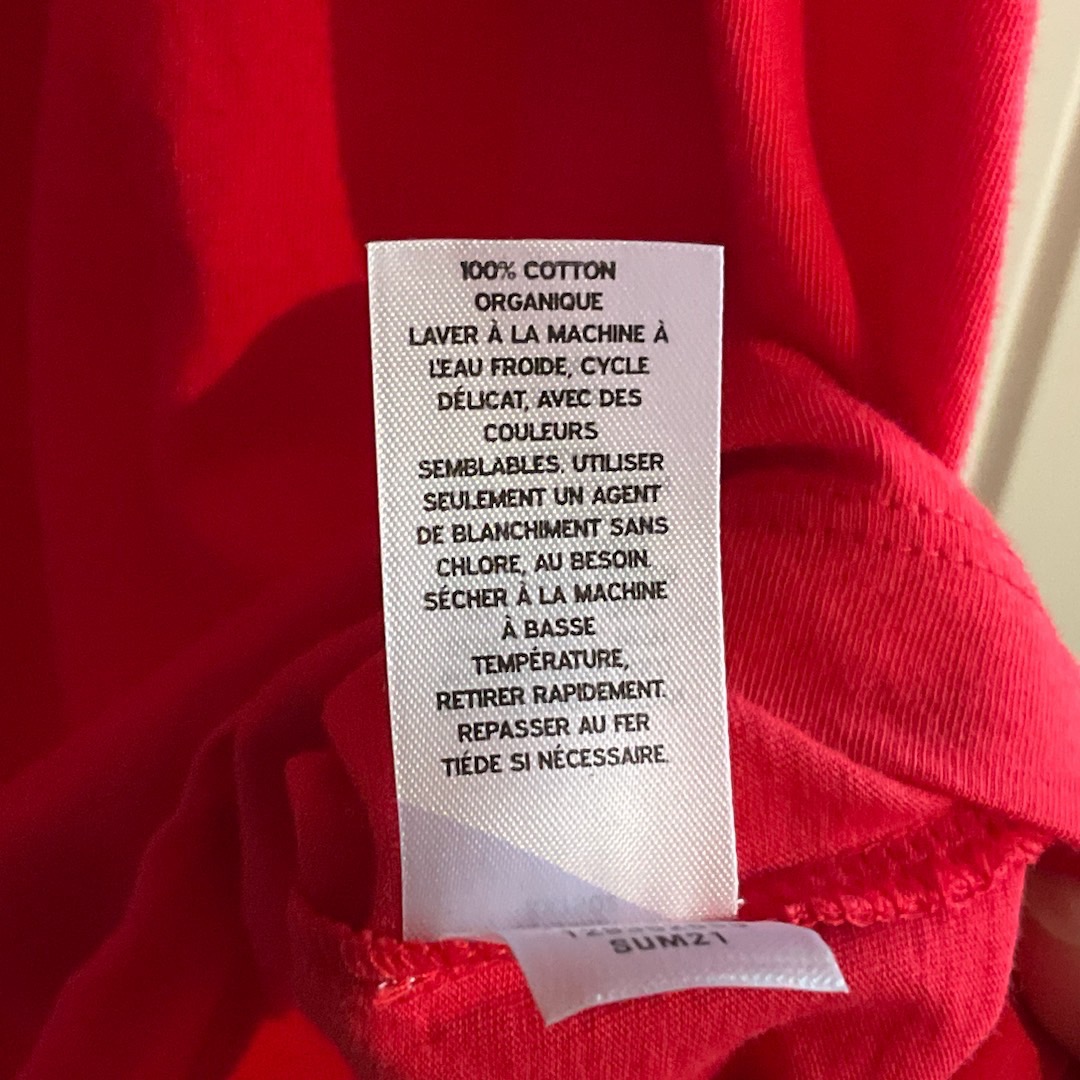 100% COTTON
ORGANIQUE
LAVER À LA MACHINE À
L'EAU FROIDE, CYCLE
DÉLICAT, AVEC DES
COULEURS
SEMBLABLES. UTILISER
SEULEMENT UN AGENT
DE BLANCHIMENT SANS
CHLORE, AU BESOIN.
SÉCHER À LA MACHINE
À BASSE
TEMPÉRATURE,
RETIRER RAPIDEMENT.
REPASSER AU FER
TIÉDE SI NÉCESSAIRE.
SUM21